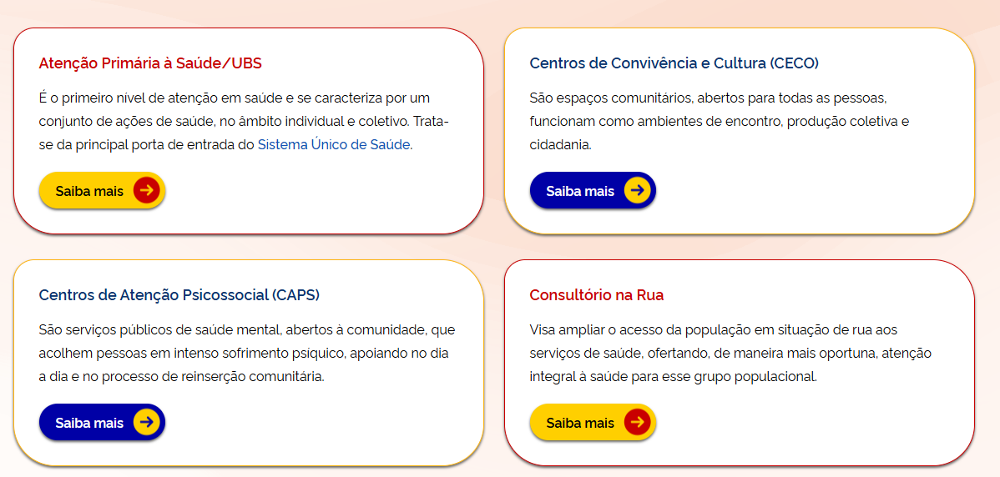 Atenção Primária à Saúde/UBS
É o primeiro nível de atenção em saúde e se caracteriza por um
conjunto de ações de saúde, no âmbito individual e coletivo. Trata-
se da principal porta de entrada do Sistema Único de Saúde.
Saiba mais
Centros de Convivência e Cultura (CECO)
São espaços comunitários, abertos para todas as pessoas,
funcionam como ambientes de encontro, produção coletiva e
cidadania.
Saiba mais
Centros de Atenção Psicossocial (CAPS)
São serviços públicos de saúde mental, abertos à comunidade, que
acolhem pessoas em intenso sofrimento psíquico, apoiando no dia
a dia e no processo de reinserção comunitária.
Saiba mais
Consultório na Rua
Visa ampliar o acesso da população em situação de rua aos
serviços de saúde, ofertando, de maneira mais oportuna, atenção
integral à saúde para esse grupo populacional.
Saiba mais